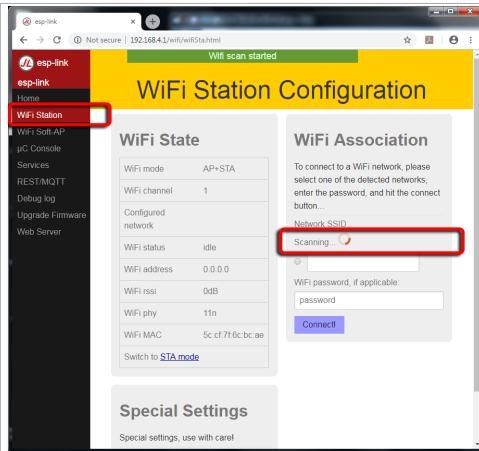 esp-link
Not secure | 192.168.4.1/wifi/wifiSta.html
esp-link
Wifi scan started
esp-link
Home
WiFi Station
WiFi Soft-AP
µC Console
Services
REST/MQTT
Debug log
Upgrade Firmware
Web Server
WiFi Station Configuration
WiFi State
WiFi mode AP+STA
WiFi channel 1
Configured
network
WiFi status idle
WiFi address 0.0.0.0
WiFi rssi 0dB
WiFi phy 11n
WiFi MAC 5c:cf:7f:6c:bc:ae
Switch to STA mode
WiFi Association
To connect to a WiFi network, please
select one of the detected networks,
enter the password, and hit the connect
button...
Network SSID
Scanning...
WiFi password, if applicable:
password
Connect!
Special Settings
Special settings, use with care!